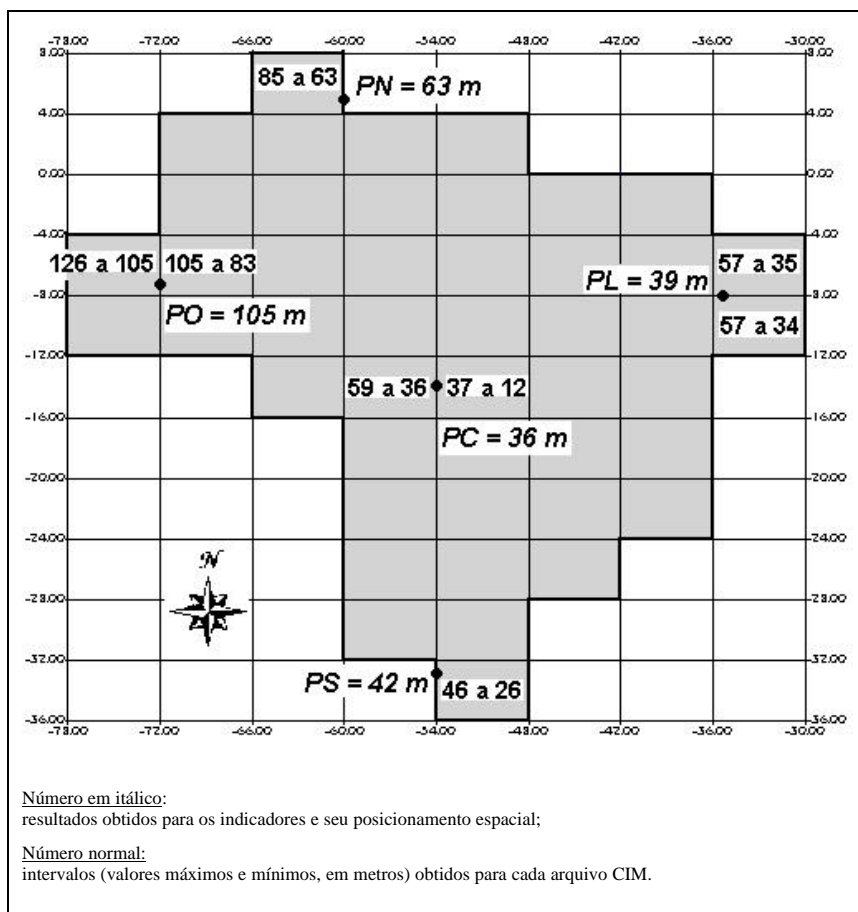 -78.00 -72.00 -66.00 -60.00 -54.00 -48.00 -42.00 -36.00 -30.00
8.00 8.00
85 a 63 PN = 63 m
4.00 4.00
0.00 0.00
-4.00 -4.00
126 a 105 105 a 83 57 a 35
PL = 39 m
-8.00 -8.00
PO = 105 m 57 a 34
-12.00 -12.00
59 a 36 37 a 12
-16.00 -16.00
PC = 36 m
-20.00 -20.00
-24.00 -24.00
N
-28.00 -28.00
-32.00 -32.00
PS = 42 m 46 a 26
-36.00 -36.00
-78.00 -72.00 -66.00 -60.00 -54.00 -48.00 -42.00 -36.00 -30.00
Número em itálico:
resultados obtidos para os indicadores e seu posicionamento espacial;
Número normal:
intervalos (valores máximos e mínimos, em metros) obtidos para cada arquivo CIM.